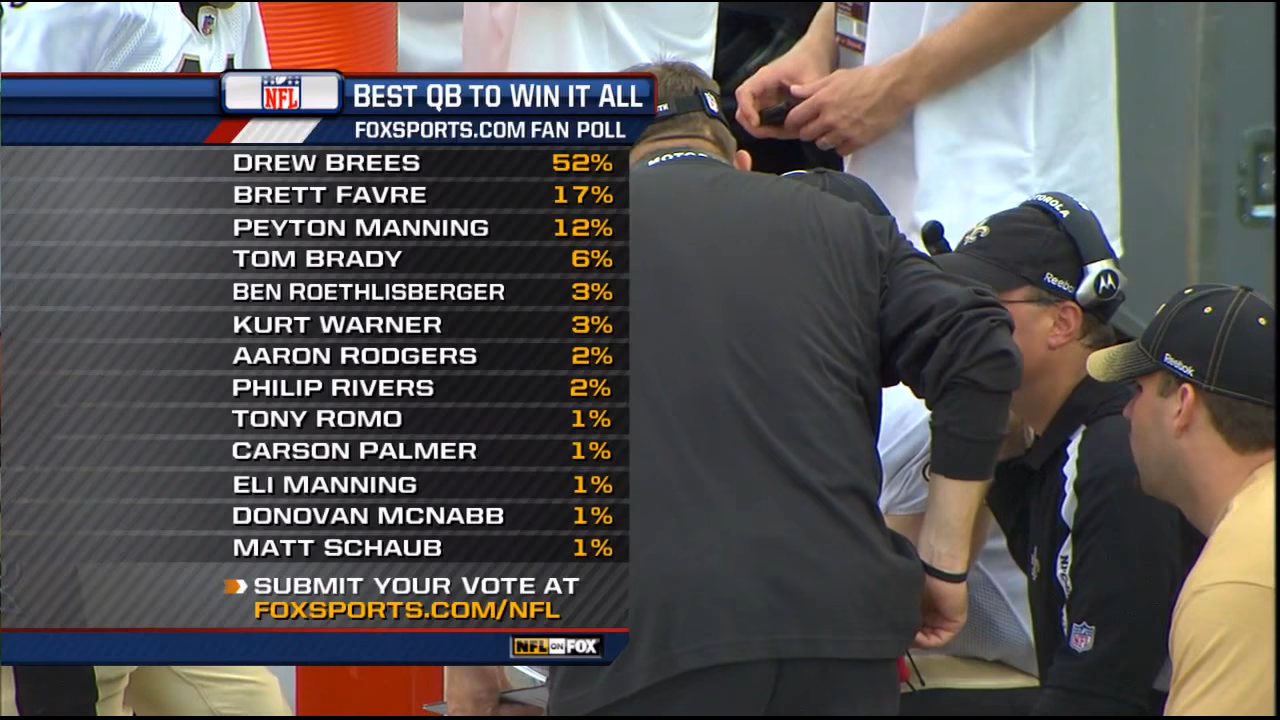 NFL
BEST QB TO WIN IT ALL
FOXSPORTS.COM FAN POLL
DREW BREES 52%
BRETT FAVRE 17%
PEYTON MANNING 12%
TOM BRADY 6%
BEN ROETHLISBERGER 3%
KURT WARNER 3%
AARON RODGERS 2%
PHILIP RIVERS 2%
TONY ROMO 1%
CARSON PALMER 1%
ELI MANNING 1%
DONOVAN MCNABB 1%
MATT SCHAUB 1%
SUBMIT YOUR VOTE AT
FOXSPORTS.COM/NFL
NFL ON FOX
Reebok